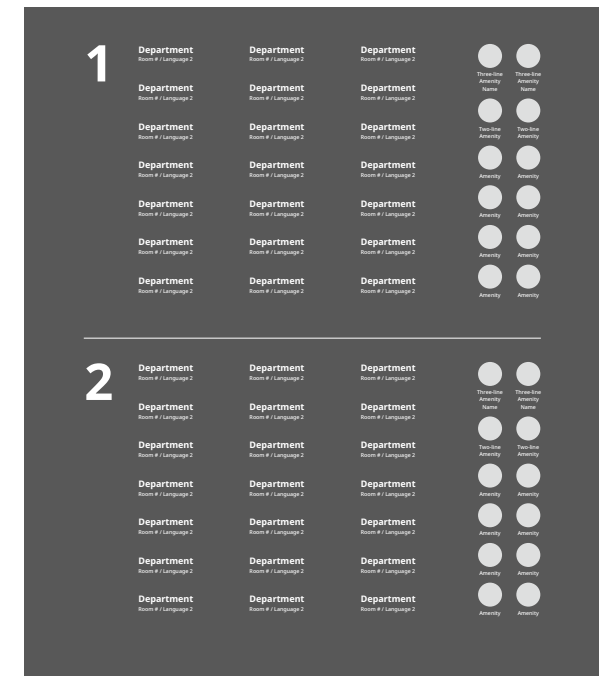 1
Department Department Department
Room # / Language 2 Room # / Language 2 Room # / Language 2
Three-line Three-line
Amenity Amenity
Name Name
Department Department Department
Room # / Language 2 Room # / Language 2 Room # / Language 2
Department Department Department
Room # / Language 2 Room # / Language 2 Room # / Language 2
Two-line Two-line
Amenity Amenity
Department Department Department
Room # / Language 2 Room # / Language 2 Room # / Language 2
Amenity Amenity
Department Department Department
Room # / Language 2 Room # / Language 2 Room # / Language 2
Amenity Amenity
Department Department Department
Room # / Language 2 Room # / Language 2 Room # / Language 2
Amenity Amenity
Department Department Department
Room # / Language 2 Room # / Language 2 Room # / Language 2
Amenity Amenity
2
Department Department Department
Room # / Language 2 Room # / Language 2 Room # / Language 2
Three-line Three-line
Amenity Amenity
Name Name
Department Department Department
Room # / Language 2 Room # / Language 2 Room # / Language 2
Department Department Department
Room # / Language 2 Room # / Language 2 Room # / Language 2
Two-line Two-line
Amenity Amenity
Department Department Department
Room # / Language 2 Room # / Language 2 Room # / Language 2
Amenity Amenity
Department Department Department
Room # / Language 2 Room # / Language 2 Room # / Language 2
Amenity Amenity
Department Department Department
Room # / Language 2 Room # / Language 2 Room # / Language 2
Amenity Amenity
Department Department Department
Room # / Language 2 Room # / Language 2 Room # / Language 2
Amenity Amenity